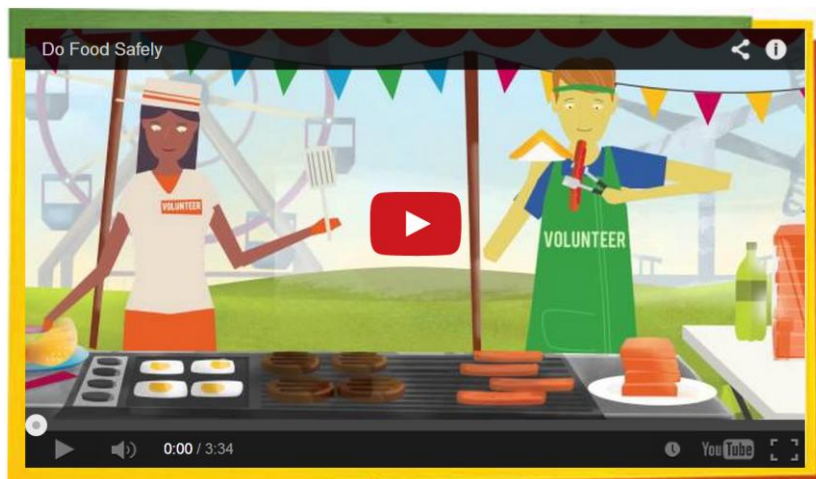 Do Food Safely
VOLUNTEER
VOLUNTEER
0:00 / 3:34
YouTube